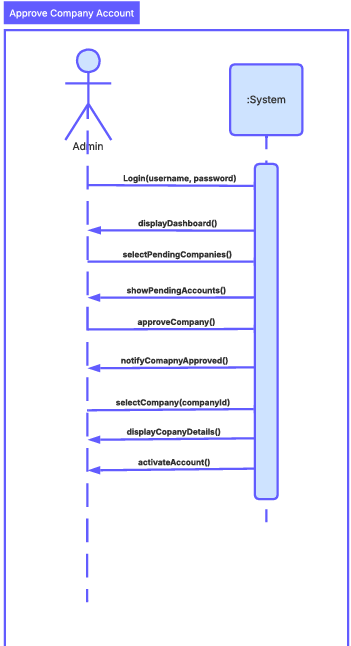 Approve Company Account
:System
Admin
Login(username, password)
displayDashboard()
selectPendingCompanies()
showPendingAccounts()
approveCompany()
notifyComapnyApproved()
selectCompany(companyId)
displayCopanyDetails()
activateAccount()